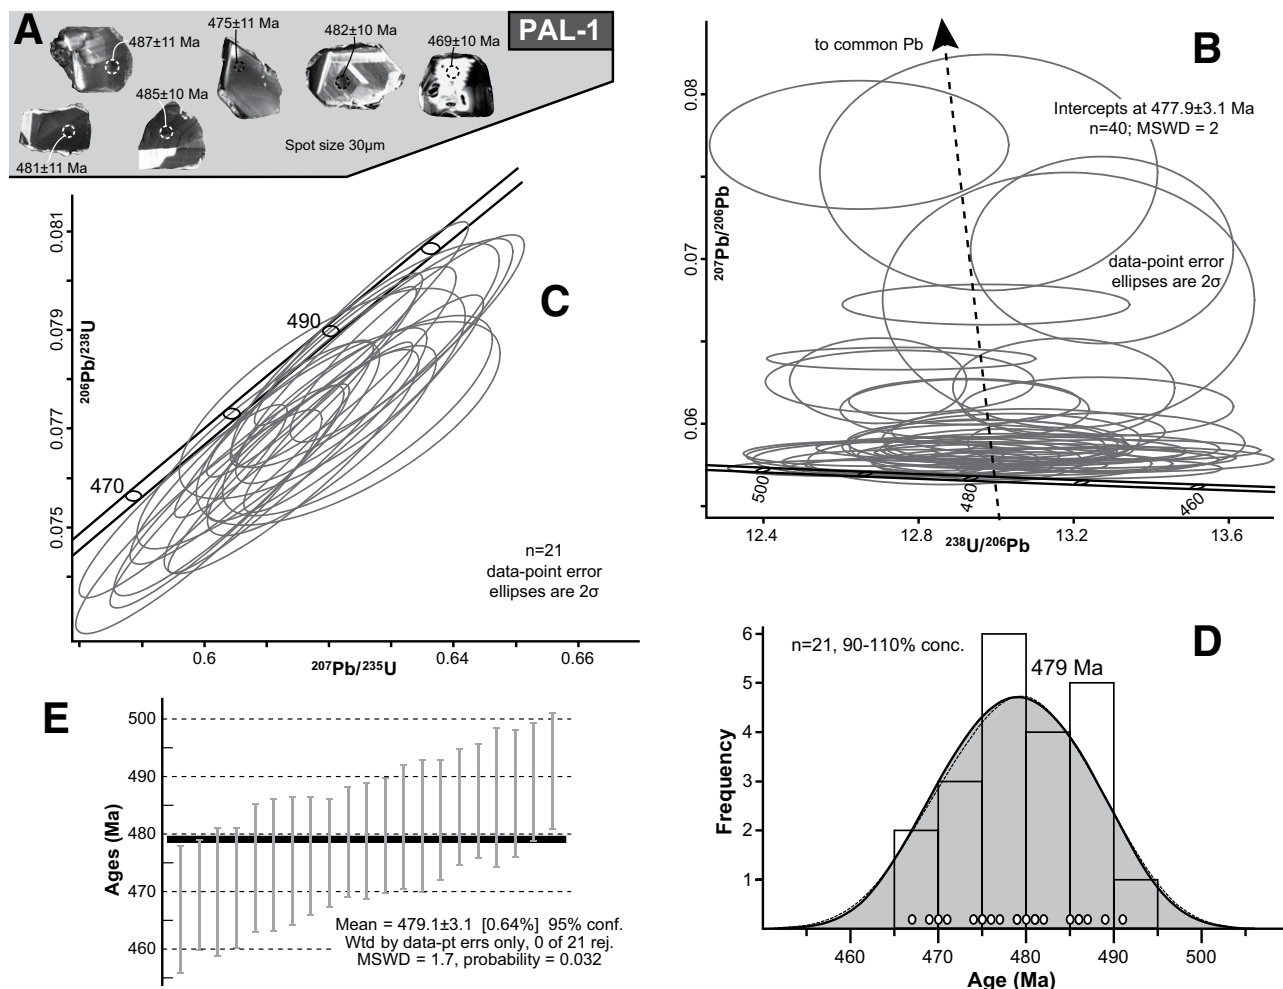 A
PAL-1
487±11 Ma
475±11 Ma
482±10 Ma
469±10 Ma
485±10 Ma
481±11 Ma
Spot size 30µm
B
to common Pb
Intercepts at 477.9±3.1 Ma
n=40; MSWD = 2
data-point error
ellipses are 2σ
207Pb/206Pb
0.08
0.07
0.06
500
480
460
12.4
12.8
13.2
13.6
238U/206Pb
C
206Pb/238U
0.081
0.079
0.077
0.075
490
470
n=21
data-point error
ellipses are 2σ
0.6
0.64
0.66
207Pb/235U
D
n=21, 90-110% conc.
479 Ma
Frequency
6
5
4
3
2
1
460
470
480
490
500
Age (Ma)
E
Ages (Ma)
500
490
480
470
460
Mean = 479.1±3.1 [0.64%] 95% conf.
Wtd by data-pt errs only, 0 of 21 rej.
MSWD = 1.7, probability = 0.032